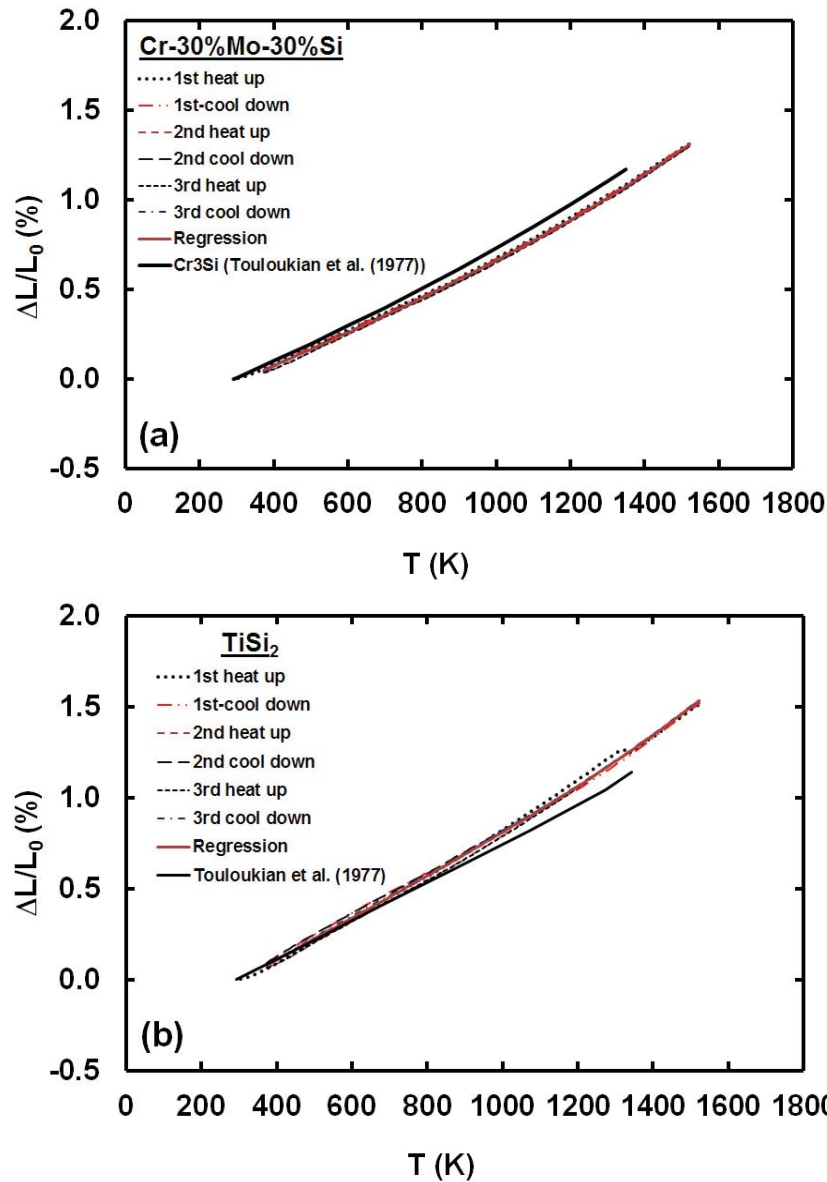 2.0
Cr-30%Mo-30%Si
1st heat up
1st-cool down
2nd heat up
2nd cool down
3rd heat up
3rd cool down
Regression
Cr3Si (Touloukian et al. (1977))
1.5
1.0
0.5
0.0
-0.5
ΔL/L₀ (%)
(a)
0 200 400 600 800 1000 1200 1400 1600 1800
T (K)
2.0
TiSi₂
1st heat up
1st-cool down
2nd heat up
2nd cool down
3rd heat up
3rd cool down
Regression
Touloukian et al. (1977)
1.5
1.0
0.5
0.0
-0.5
ΔL/L₀ (%)
(b)
0 200 400 600 800 1000 1200 1400 1600 1800
T (K)